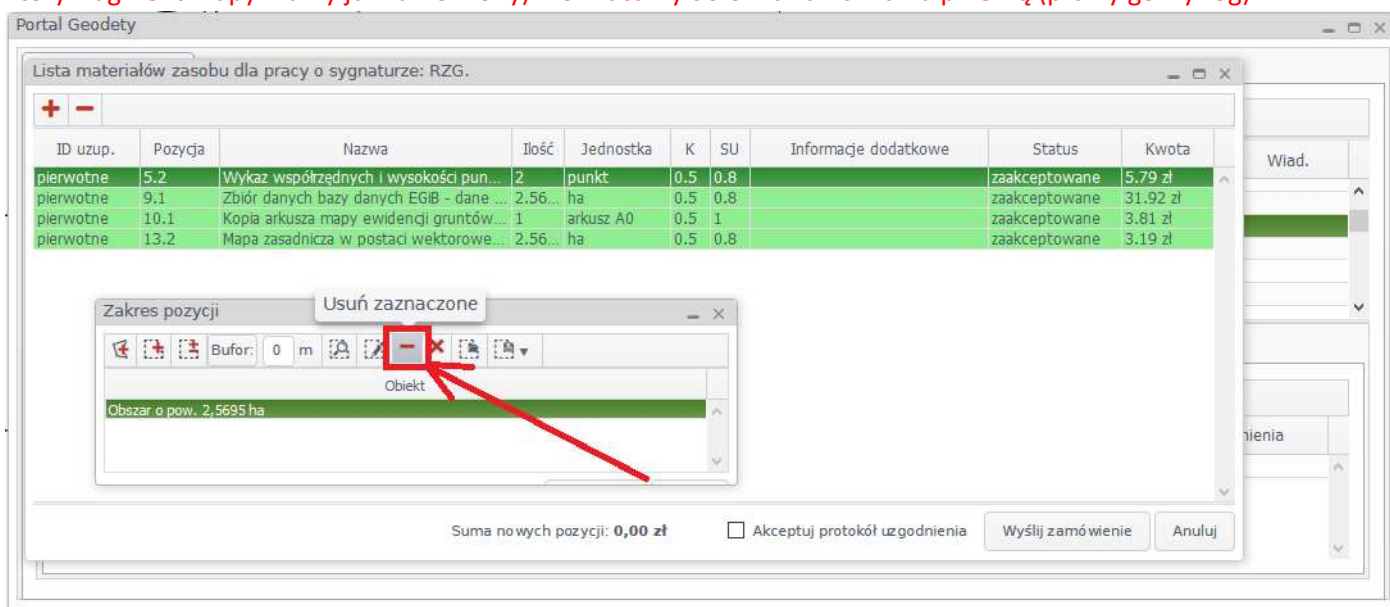 Portal Geodety
Lista materiałów zasobu dla pracy o sygnaturze: RZG.
ID uzup. Pozycja Nazwa Ilość Jednostka K SU Informacje dodatkowe Status Kwota
Wiad.
pierwotne 5.2 Wykaz współrzędnych i wysokości pun... 2 punkt 0.5 0.8 zaakceptowane 5.79 zł
pierwotne 9.1 Zbiór danych bazy danych EGiB - dane ... 2.56... ha 0.5 0.8 zaakceptowane 31.92 zł
pierwotne 10.1 Kopia arkusza mapy ewidencji gruntów... 1 arkusz A0 0.5 1 zaakceptowane 3.81 zł
pierwotne 13.2 Mapa zasadnicza w postaci wektorowe... 2.56... ha 0.5 0.8 zaakceptowane 3.19 zł
Zakres pozycji
Usuń zaznaczone
Bufor: 0 m
Obiekt
Obszar o pow. 2,5695 ha
nienia
Suma nowych pozycji: 0,00 zł Akceptuj protokół uzgodnienia Wyślij zamówienie Anuluj